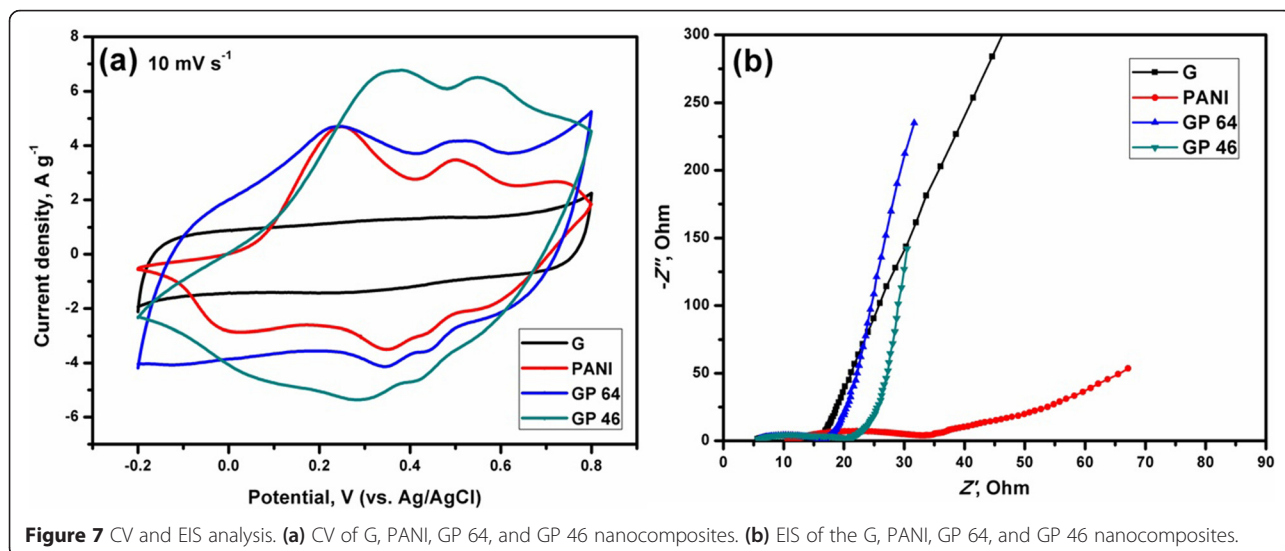 (a) 10 mV s⁻¹
Current density, A g⁻¹
8
6
4
2
0
-2
-4
-6
-0.2 0.0 0.2 0.4 0.6 0.8
Potential, V (vs. Ag/AgCl)
G
PANI
GP 64
GP 46
(b)
-Z'', Ohm
300
250
200
150
100
50
0
0 10 20 30 40 50 60 70 80 90 100
Z', Ohm
G
PANI
GP 64
GP 46
Figure 7 CV and EIS analysis. (a) CV of G, PANI, GP 64, and GP 46 nanocomposites. (b) EIS of the G, PANI, GP 64, and GP 46 nanocomposites.